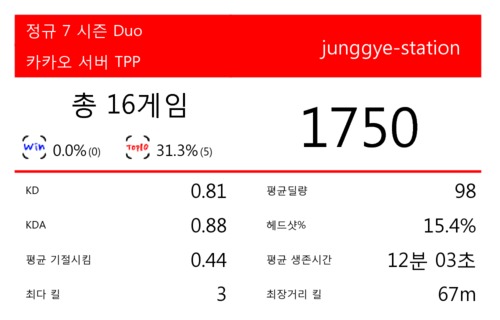 정규 7 시즌 Duo
카카오 서버 TPP
junggye-station
총 16게임
1750
Win 0.0% (0)
TOP10 31.3% (5)
KD 0.81
평균딜량 98
KDA 0.88
헤드샷% 15.4%
평균 기절시킴 0.44
평균 생존시간 12분 03초
최다 킬 3
최장거리 킬 67m